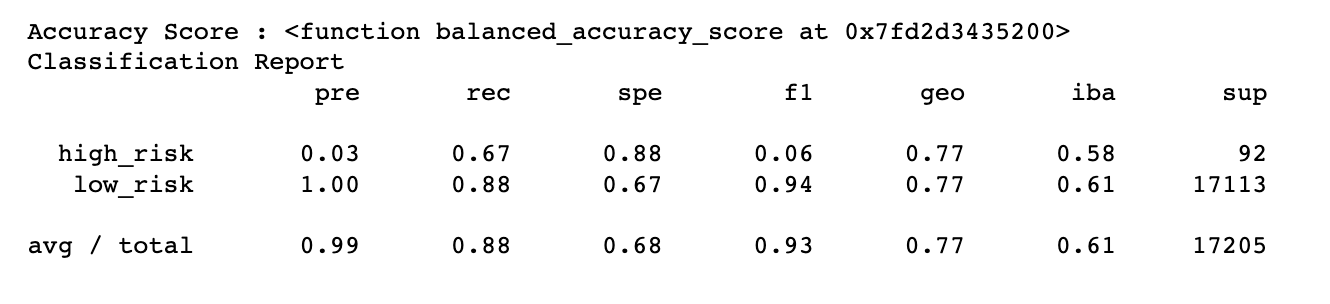 Accuracy Score : <function balanced_accuracy_score at 0x7fd2d3435200>
Classification Report
pre rec spe f1 geo iba sup
high_risk 0.03 0.67 0.88 0.06 0.77 0.58 92
low_risk 1.00 0.88 0.67 0.94 0.77 0.61 17113
avg / total 0.99 0.88 0.68 0.93 0.77 0.61 17205